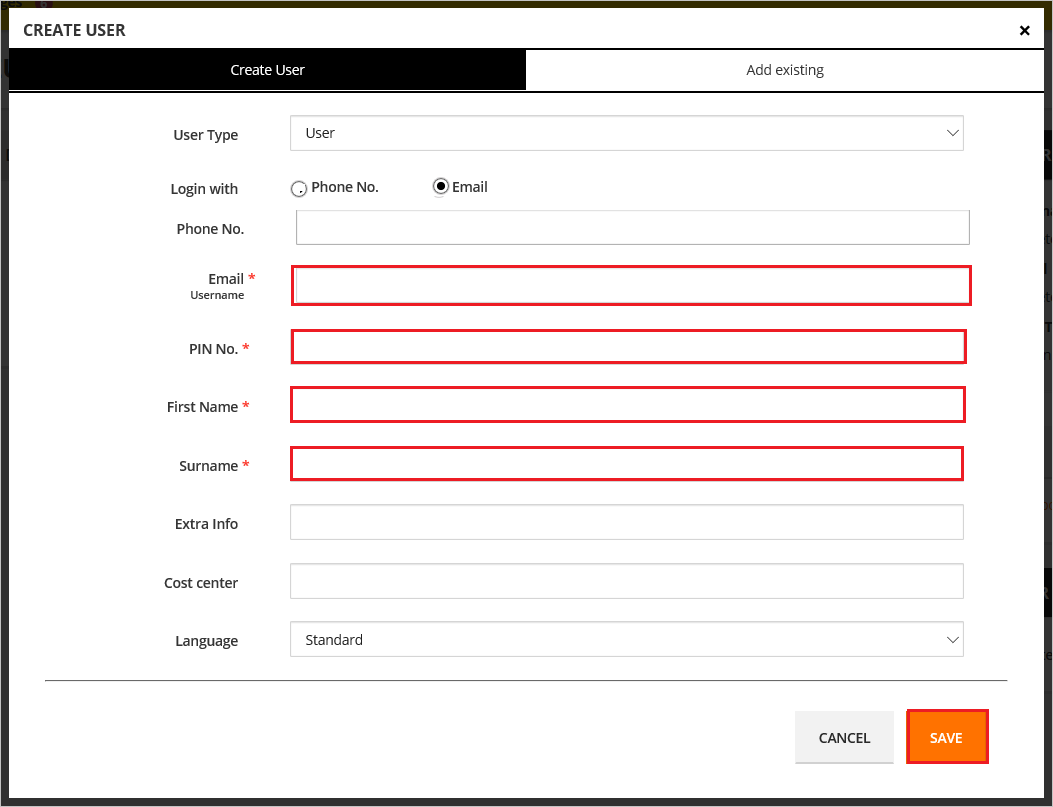 CREATE USER ×
Create User Add existing
User Type User
Login with Phone No. Email
Phone No.
Email *
Username
PIN No. *
First Name *
Surname *
Extra Info
Cost center
Language Standard
CANCEL SAVE